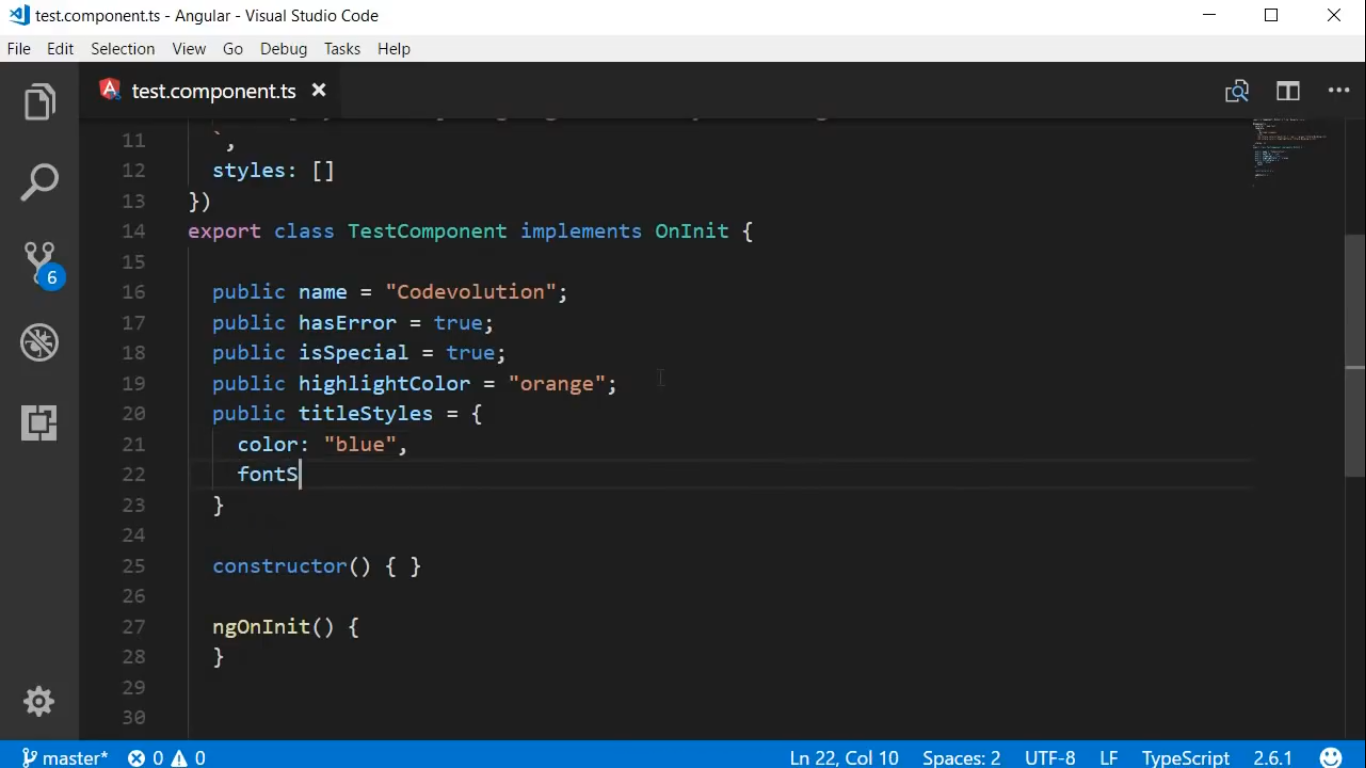 test.component.ts - Angular - Visual Studio Code
File Edit Selection View Go Debug Tasks Help
test.component.ts
11 `,
12 styles: []
13 })
14 export class TestComponent implements OnInit {
15
16 public name = "Codevolution";
17 public hasError = true;
18 public isSpecial = true;
19 public highlightColor = "orange";
20 public titleStyles = {
21 color: "blue",
22 fontS
23 }
24
25 constructor() { }
26
27 ngOnInit() {
28 }
29
30
6
master* 0 0 Ln 22, Col 10 Spaces: 2 UTF-8 LF TypeScript 2.6.1